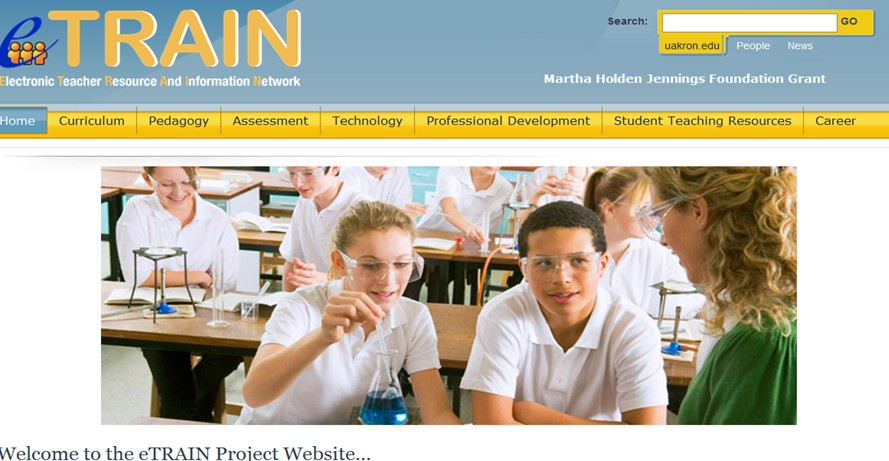 eTRAIN
Electronic Teacher Resource And Information Network
Search: GO
uakron.edu People News
Martha Holden Jennings Foundation Grant
Home Curriculum Pedagogy Assessment Technology Professional Development Student Teaching Resources Career
Welcome to the eTRAIN Project Website...